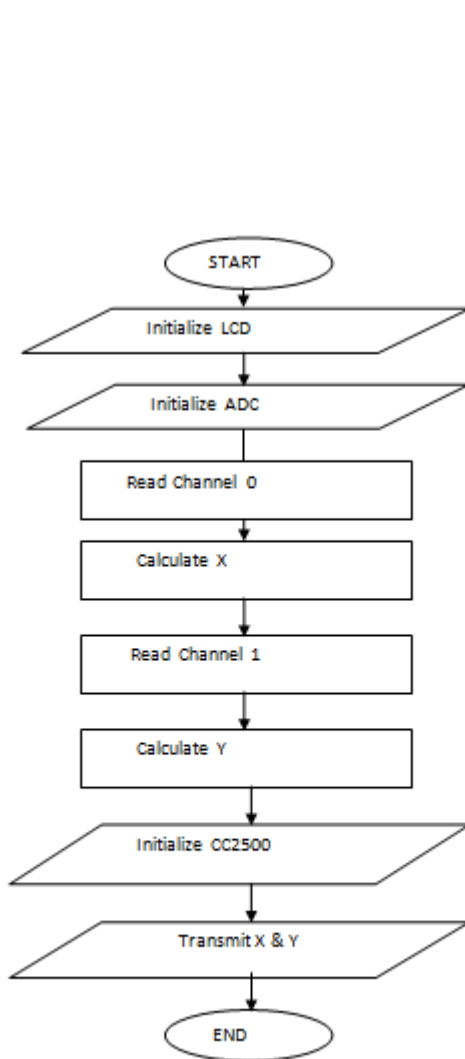 START
Initialize LCD
Initialize ADC
Read Channel 0
Calculate X
Read Channel 1
Calculate Y
Initialize CC2500
Transmit X & Y
END